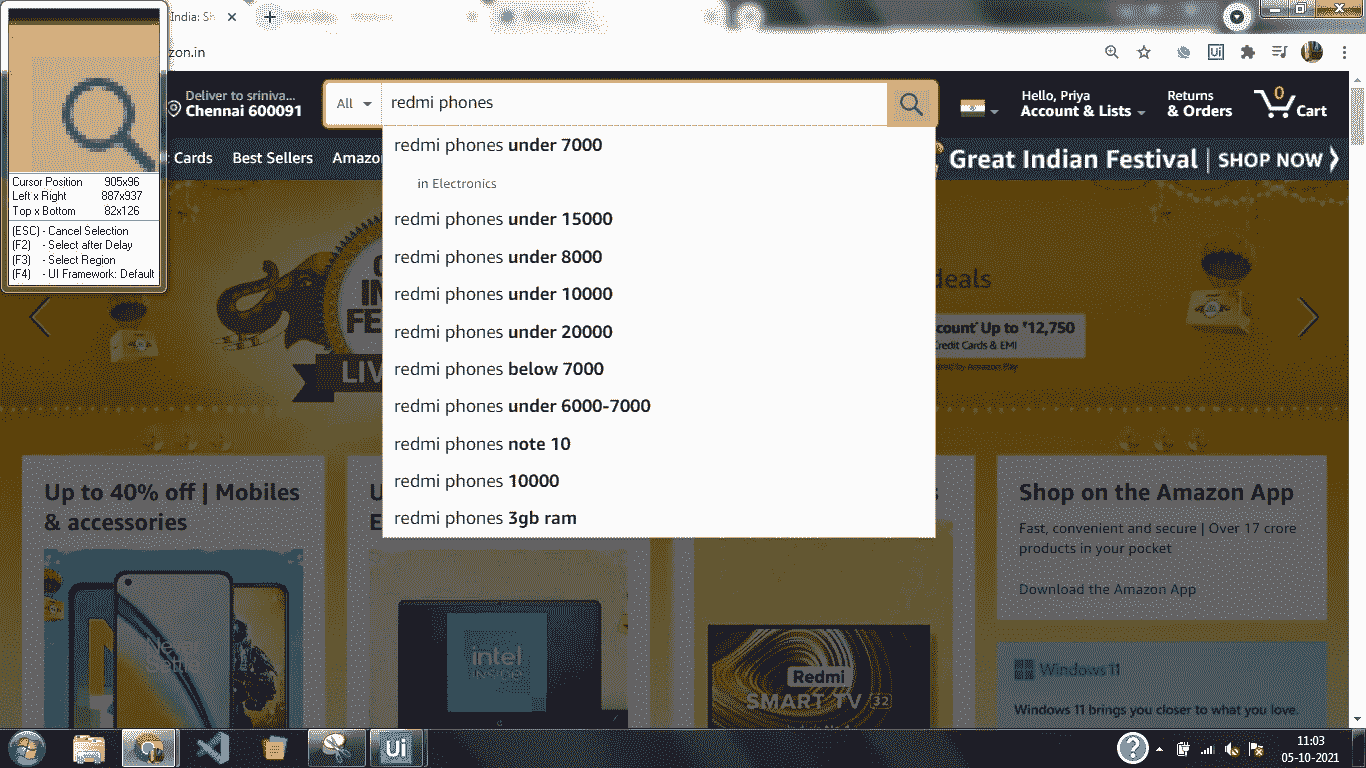 India: Sh
zon.in
Cursor Position 905x96
Left x Right 887x937
Top x Bottom 82x126
(ESC) - Cancel Selection
(F2) - Select after Delay
(F3) - Select Region
(F4) - UI Framework: Default
Deliver to sriniva...
Chennai 600091
All
redmi phones
Hello, Priya
Account & Lists
Returns
& Orders
0
Cart
Cards Best Sellers Amazo
Great Indian Festival | SHOP NOW
redmi phones under 7000
in Electronics
redmi phones under 15000
redmi phones under 8000
redmi phones under 10000
redmi phones under 20000
redmi phones below 7000
redmi phones under 6000-7000
redmi phones note 10
redmi phones 10000
redmi phones 3gb ram
LIV
deals
Up to ₹12,750
Credit Cards & EMI
Up to 40% off | Mobiles
& accessories
intel
INSIDE
Redmi
SMART TV 32
Shop on the Amazon App
Fast, convenient and secure | Over 17 crore
products in your pocket
Download the Amazon App
Windows 11
Windows 11 brings you closer to what you love.
Ui
11:03
05-10-2021